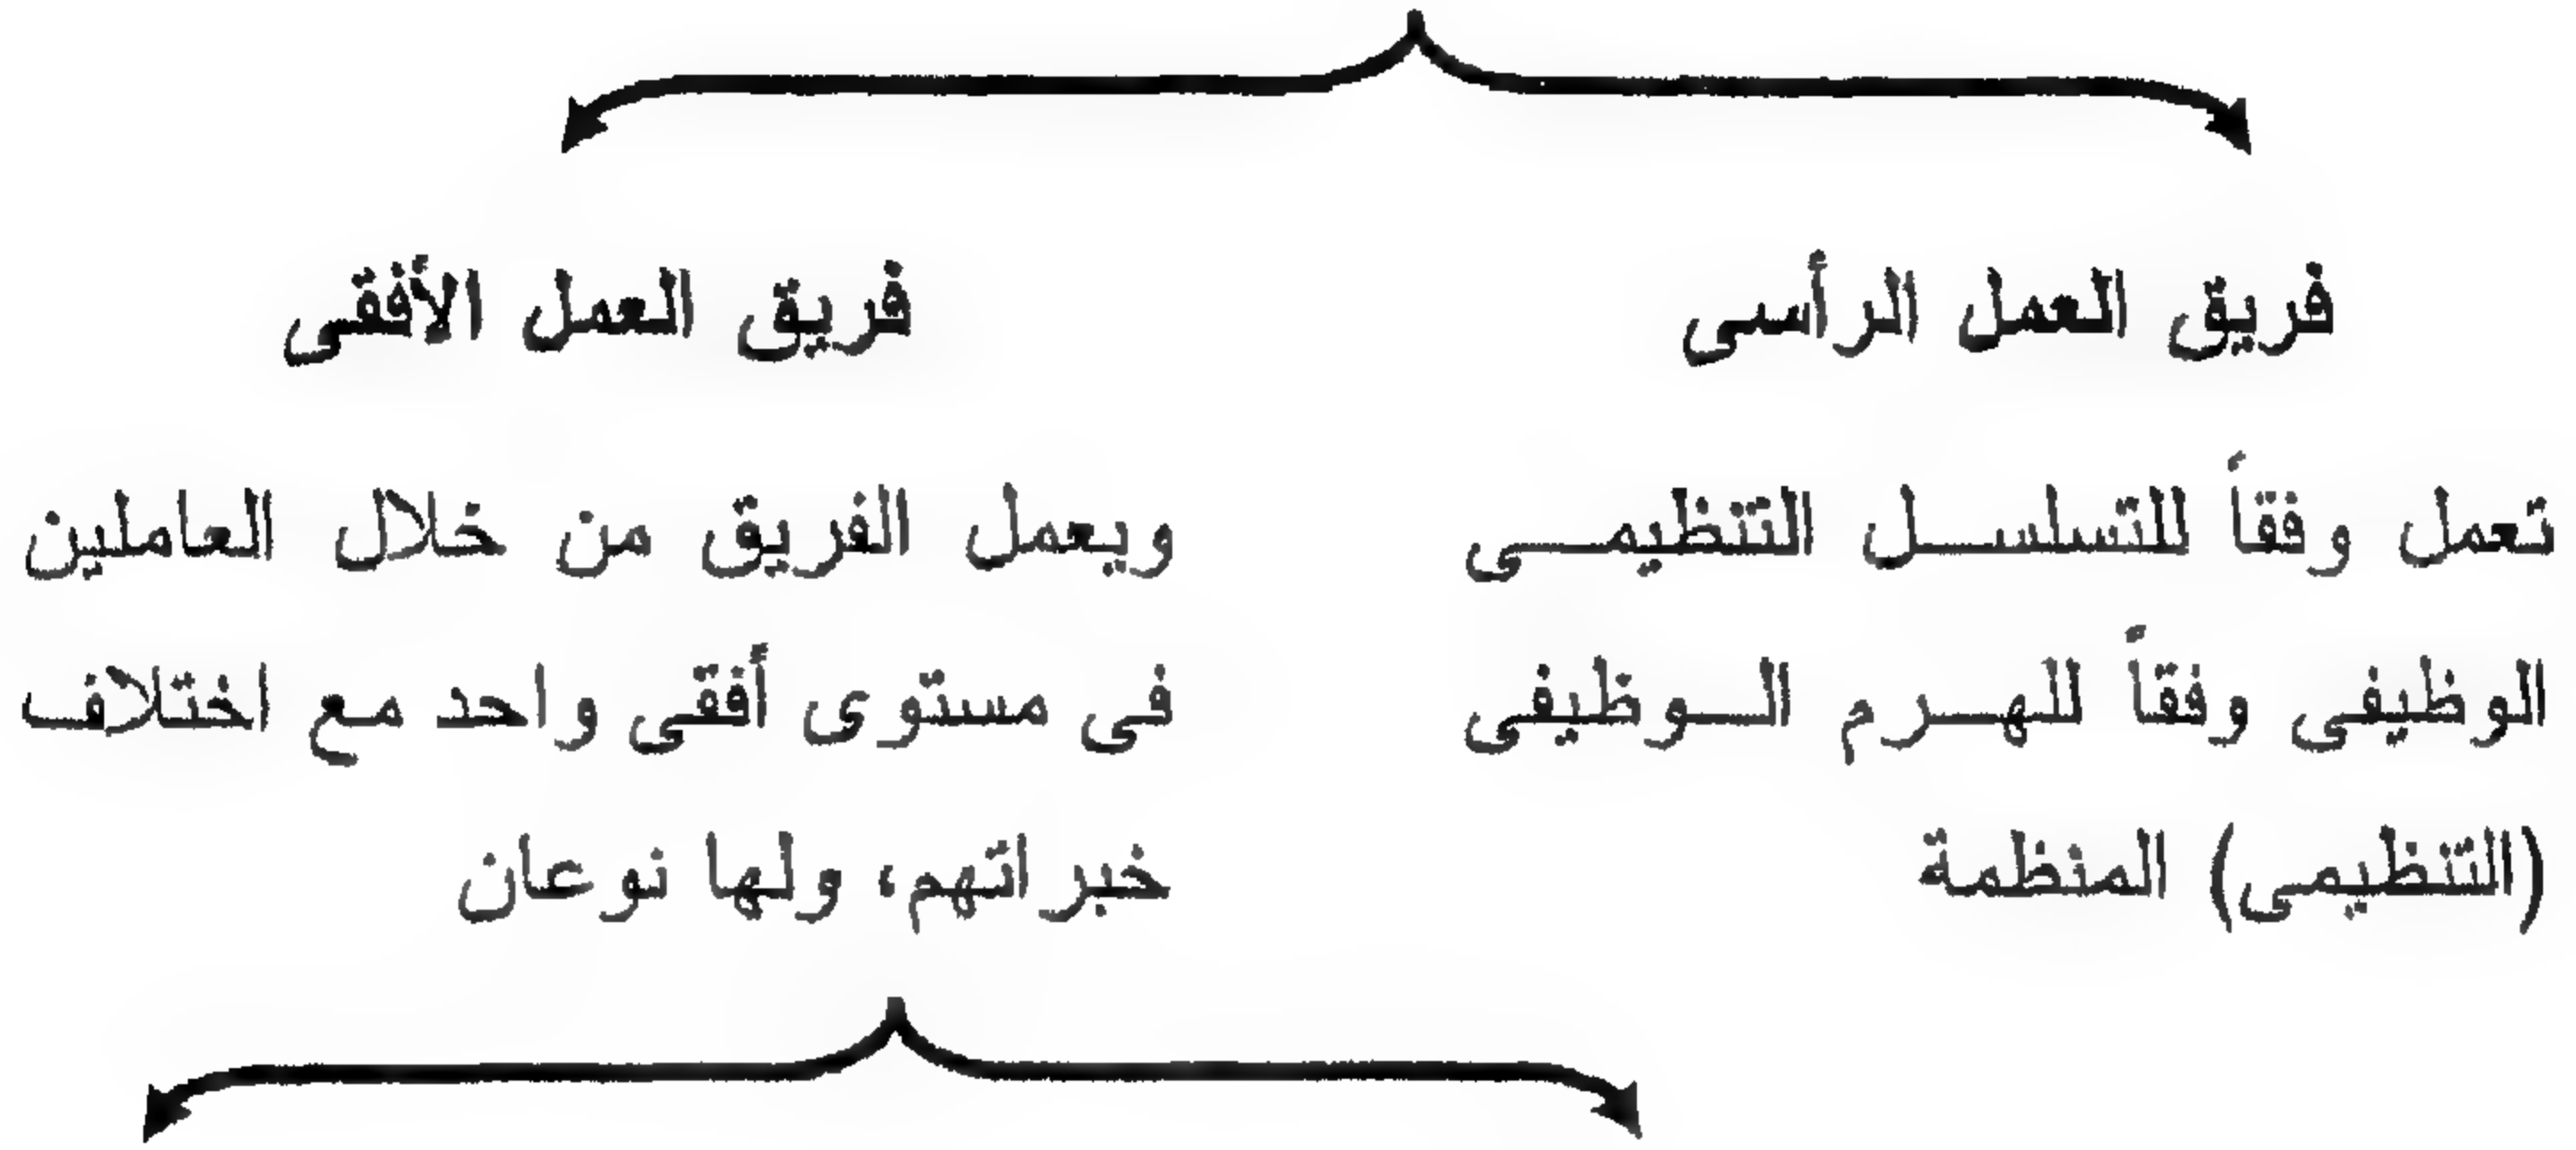 فريق العمل الرأسى
تعمل وفقاً للتسلسل التنظيمى
الوظيفى وفقاً للهرم الوظيفى
(التنظيمى) المنظمة
فريق العمل الأفقى
ويعمل الفريق من خلال العاملين
فى مستوى أفقى واحد مع اختلاف
خبراتهم، ولها نوعان